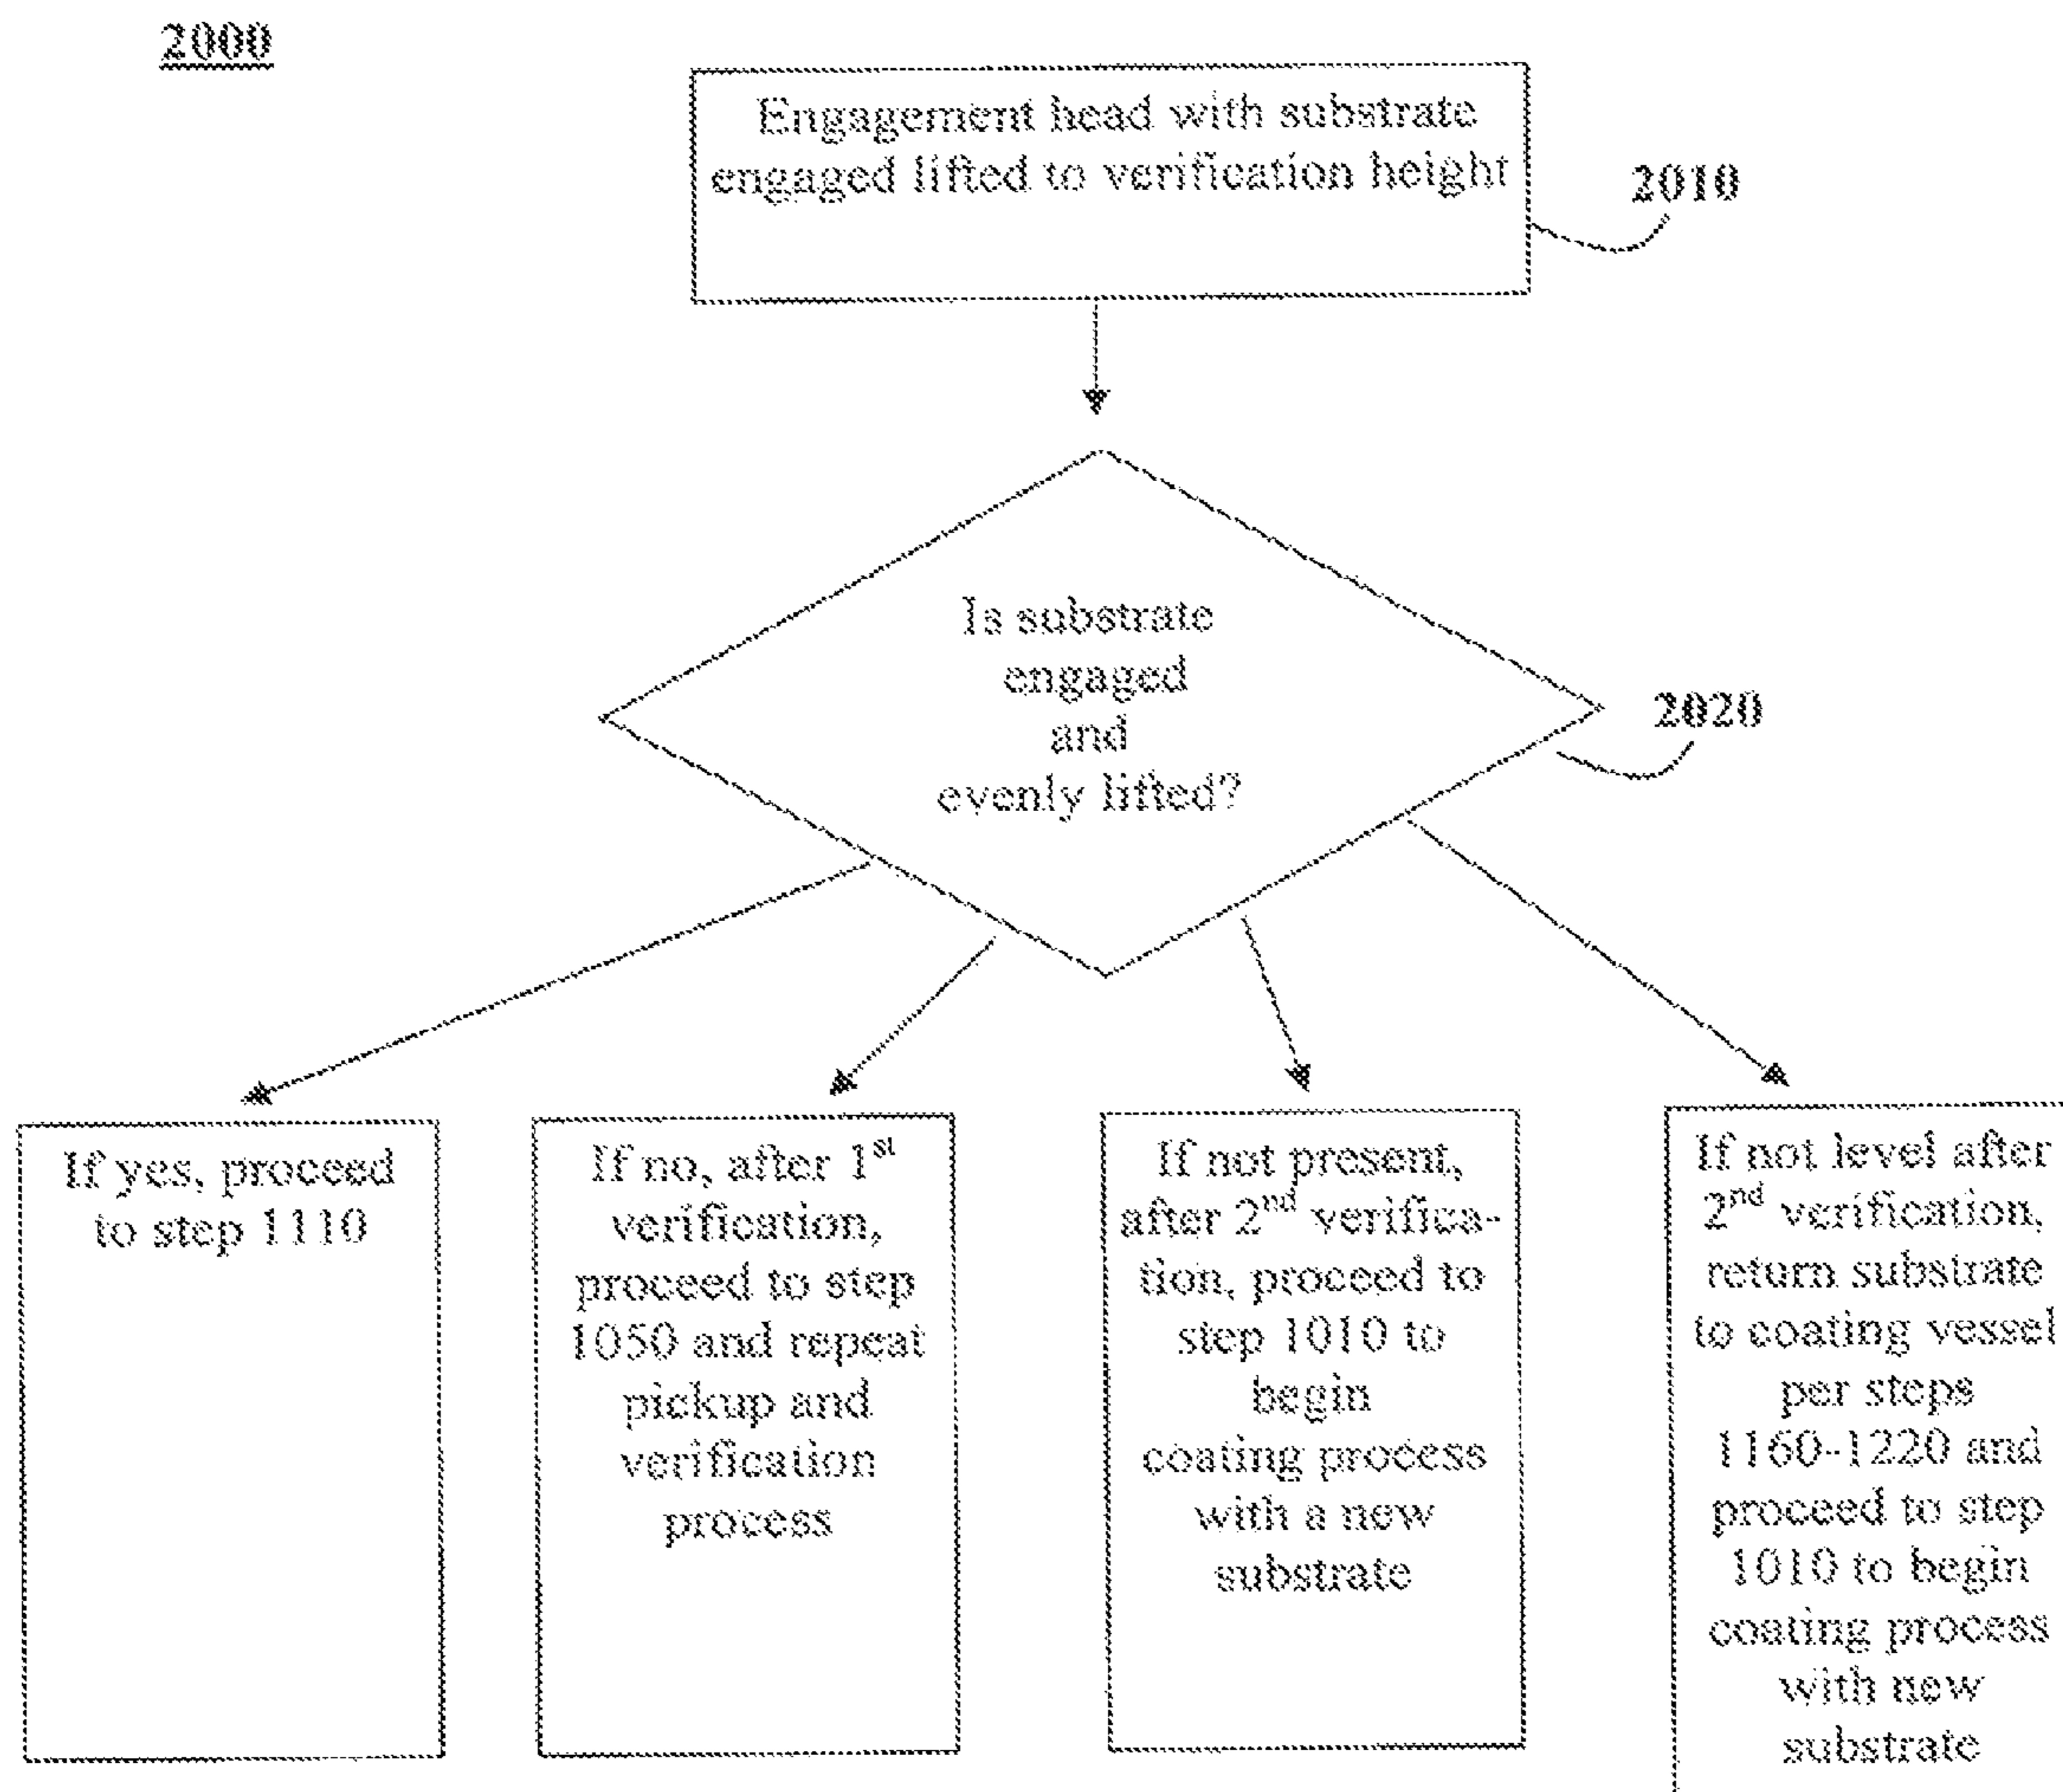 2000
Engagement head with substrate
engaged lifted to verification height
2010
Is substrate
engaged
and
evenly lifted?
2020
If yes, proceed
to step 1110
If no, after 1st
verification,
proceed to step
1050 and repeat
pickup and
verification
process
If not present,
after 2nd verifica-
tion, proceed to
step 1010 to
begin
coating process
with a new
substrate
If not level after
2nd verification,
return substrate
to coating vessel
per steps
1160-1220 and
proceed to step
1010 to begin
coating process
with new
substrate